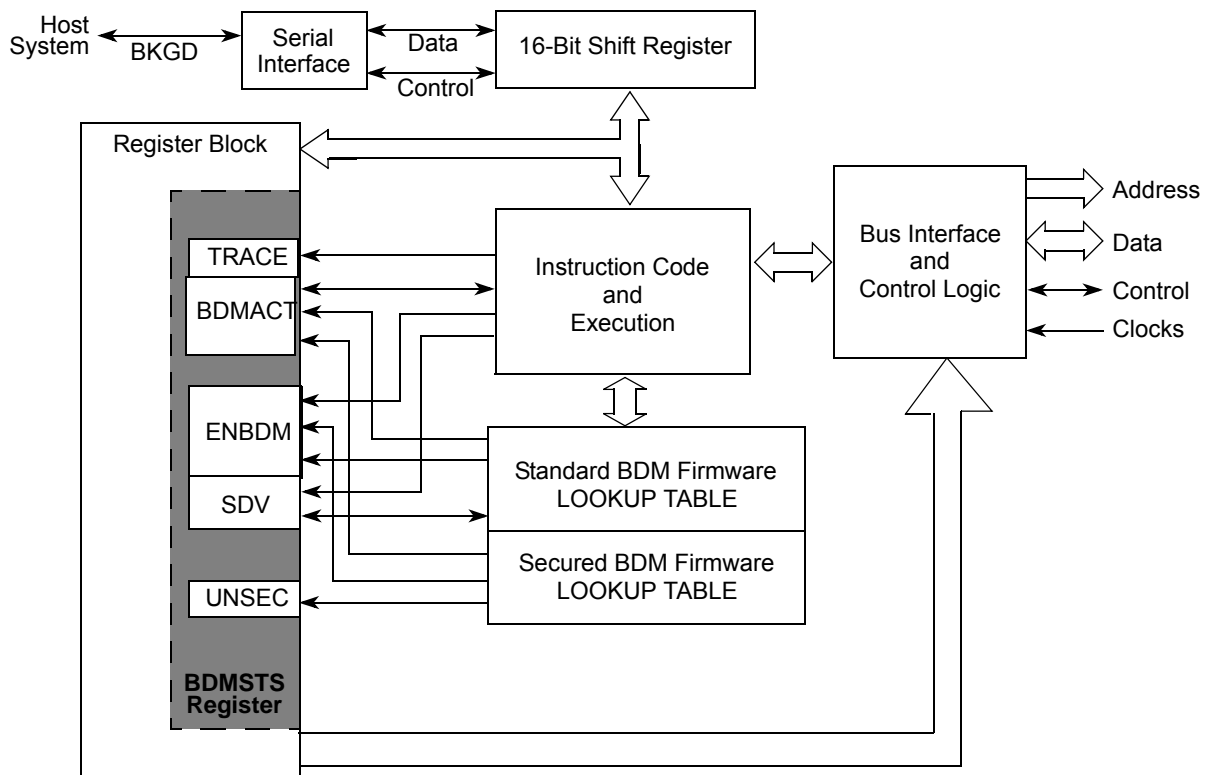 Host
System
BKGD
Serial
Interface
Data
Control
16-Bit Shift Register
Register Block
TRACE
BDMACT
ENBDM
SDV
UNSEC
BDMSTS
Register
Instruction Code
and
Execution
Standard BDM Firmware
LOOKUP TABLE
Secured BDM Firmware
LOOKUP TABLE
Bus Interface
and
Control Logic
Address
Data
Control
Clocks